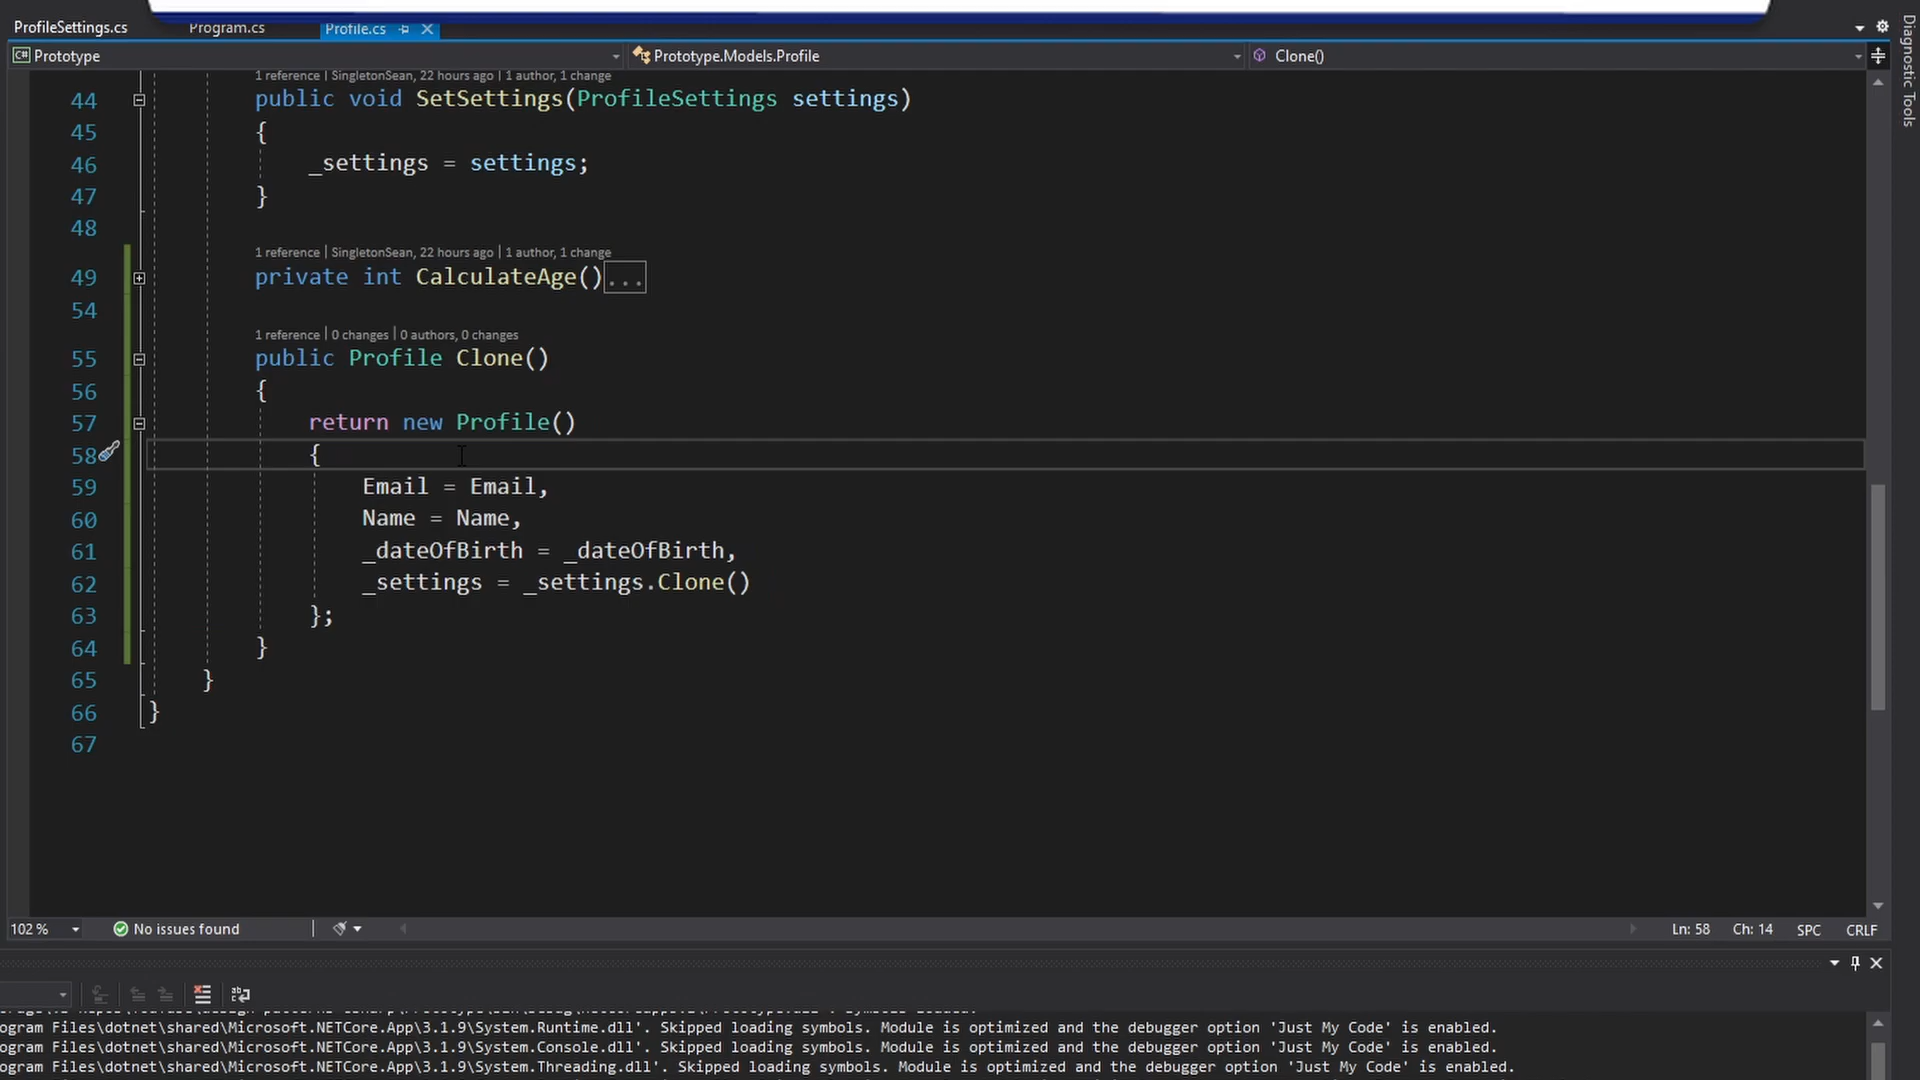 ProfileSettings.cs Program.cs Profile.cs
Prototype Prototype.Models.Profile Clone()
Diagnostic Tools
1 reference | SingletonSean, 22 hours ago | 1 author, 1 change
44 public void SetSettings(ProfileSettings settings)
45 {
46 _settings = settings;
47 }
48
1 reference | SingletonSean, 22 hours ago | 1 author, 1 change
49 private int CalculateAge()...
54
1 reference | 0 changes | 0 authors, 0 changes
55 public Profile Clone()
56 {
57 return new Profile()
58 {
59 Email = Email,
60 Name = Name,
61 _dateOfBirth = _dateOfBirth,
62 _settings = _settings.Clone()
63 };
64 }
65 }
66 }
67
102 % No issues found Ln: 58 Ch: 14 SPC CRLF
ogram Files\dotnet\shared\Microsoft.NETCore.App\3.1.9\System.Runtime.dll'. Skipped loading symbols. Module is optimized and the debugger option 'Just My Code' is enabled.
ogram Files\dotnet\shared\Microsoft.NETCore.App\3.1.9\System.Console.dll'. Skipped loading symbols. Module is optimized and the debugger option 'Just My Code' is enabled.
ogram Files\dotnet\shared\Microsoft.NETCore.App\3.1.9\System.Threading.dll'. Skipped loading symbols. Module is optimized and the debugger option 'Just My Code' is enabled.